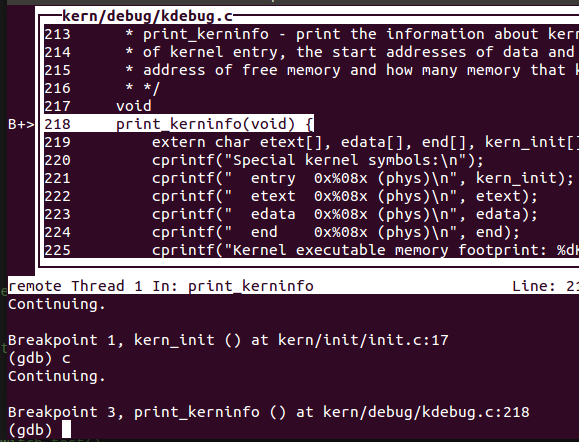 kern/debug/kdebug.c
213 * print_kerninfo - print the information about kern
214 * of kernel entry, the start addresses of data and
215 * address of free memory and how many memory that k
216 * */
217 void
B+> 218 print_kerninfo(void) {
219 extern char etext[], edata[], end[], kern_init[]
220 cprintf("Special kernel symbols:\n");
221 cprintf("  entry  0x%08x (phys)\n", kern_init);
222 cprintf("  etext  0x%08x (phys)\n", etext);
223 cprintf("  edata  0x%08x (phys)\n", edata);
224 cprintf("  end    0x%08x (phys)\n", end);
225 cprintf("Kernel executable memory footprint: %dK
remote Thread 1 In: print_kerninfo Line: 21
Continuing.
Breakpoint 1, kern_init () at kern/init/init.c:17
(gdb) c
Continuing.
Breakpoint 3, print_kerninfo () at kern/debug/kdebug.c:218
(gdb)